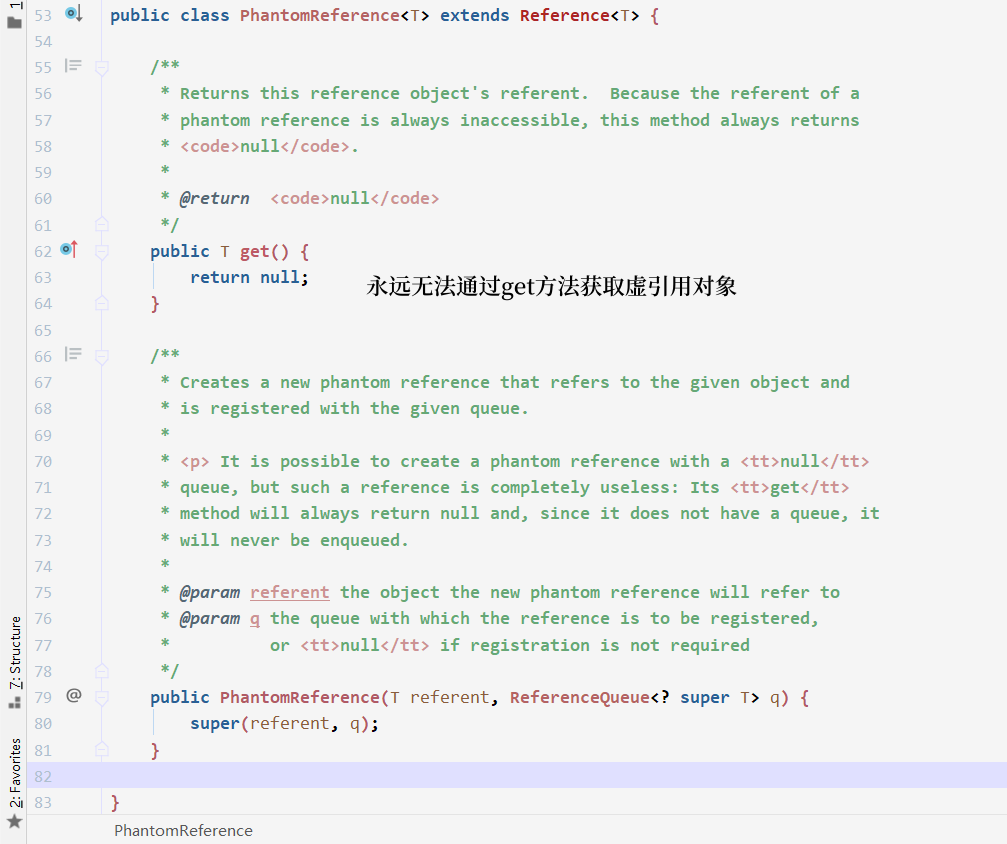 1
53 public class PhantomReference<T> extends Reference<T> {
54
55 /**
56 * Returns this reference object's referent.  Because the referent of a
57 * phantom reference is always inaccessible, this method always returns
58 * <code>null</code>.
59 *
60 * @return  <code>null</code>
61 */
62 public T get() {
63 return null;
永远无法通过get方法获取虚引用对象
64 }
65
66 /**
67 * Creates a new phantom reference that refers to the given object and
68 * is registered with the given queue.
69 *
70 * <p> It is possible to create a phantom reference with a <tt>null</tt>
71 * queue, but such a reference is completely useless: Its <tt>get</tt>
72 * method will always return null and, since it does not have a queue, it
73 * will never be enqueued.
74 *
75 * @param referent the object the new phantom reference will refer to
76 * @param q the queue with which the reference is to be registered,
77 *          or <tt>null</tt> if registration is not required
78 */
79 @ public PhantomReference(T referent, ReferenceQueue<? super T> q) {
80 super(referent, q);
81 }
82
83 }
7: Structure
2: Favorites
PhantomReference